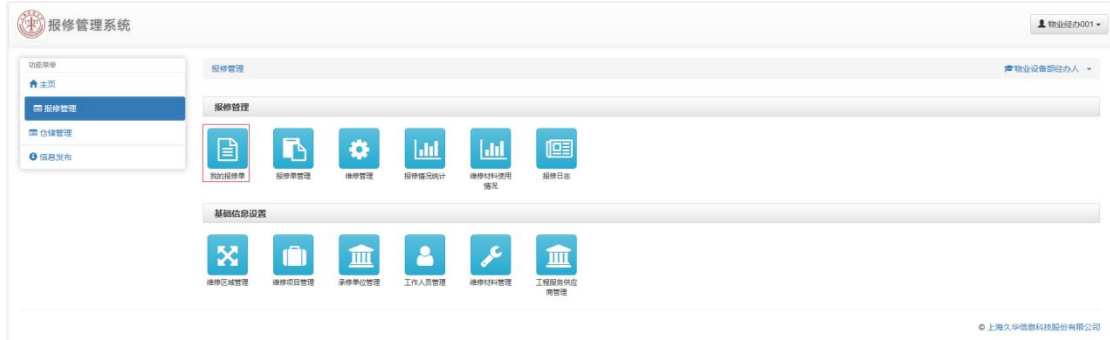 报修管理系统
物业经办001
功能菜单
主页
报修管理
仓储管理
信息发布
报修管理
物业设备部经办人
报修管理
我的报修单
报修单管理
维修管理
报修情况统计
维修材料使用
情况
报修日志
基础信息设置
维修区域管理
维修项目管理
承修单位管理
工作人员管理
维修材料管理
工程服务供应
商管理
© 上海久华信息科技股份有限公司